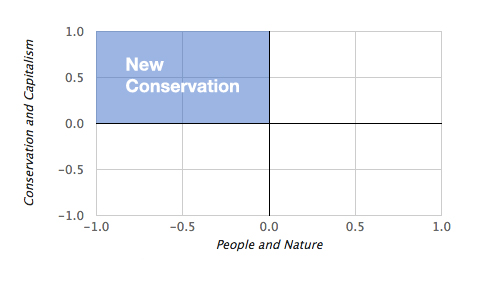 1.0
0.5
0.0
−0.5
−1.0
Conservation and Capitalism
New
Conservation
−1.0 −0.5 0.0 0.5 1.0
People and Nature